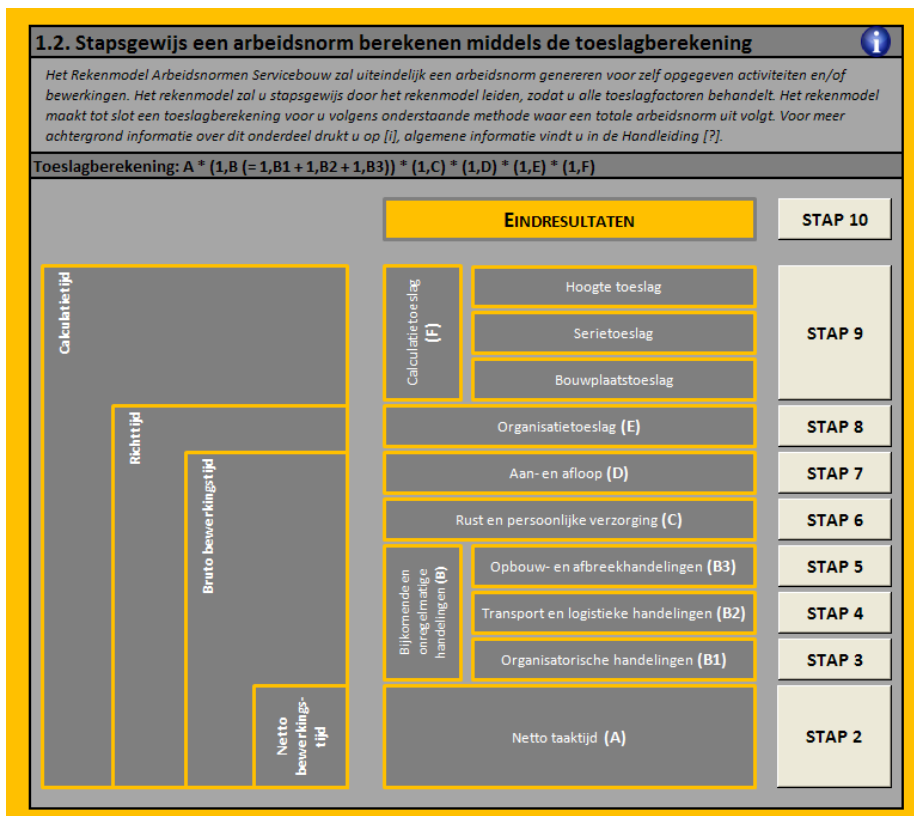 1.2. Stapsgewijs een arbeidsnorm berekenen middels de toeslagberekening
i
Het Rekenmodel Arbeidsnormen Servicebouw zal uiteindelijk een arbeidsnorm genereren voor zelf opgegeven activiteiten en/of
bewerkingen. Het rekenmodel zal u stapsgewijs door het rekenmodel leiden, zodat u alle toeslagfactoren behandelt. Het rekenmodel
maakt tot slot een toeslagberekening voor u volgens onderstaande methode waar een totale arbeidsnorm uit volgt. Voor meer
achtergrond informatie over dit onderdeel drukt u op [i], algemene informatie vindt u in de Handleiding [?].
Toeslagberekening: A * (1,B (= 1,B1 + 1,B2 + 1,B3)) * (1,C) * (1,D) * (1,E) * (1,F)
EINDRESULTATEN
STAP 10
Calculatietijd
Calculatietoeslag
(F)
Hoogte toeslag
Serietoeslag
Bouwplaatstoeslag
STAP 9
Richttijd
Organisatietoeslag (E)
STAP 8
Bruto bewerkingstijd
Aan- en afloop (D)
STAP 7
Rust en persoonlijke verzorging (C)
STAP 6
Bijkomende en
onregelmatige
handelingen (B)
Opbouw- en afbreekhandelingen (B3)
STAP 5
Transport en logistieke handelingen (B2)
STAP 4
Organisatorische handelingen (B1)
STAP 3
Netto
bewerkings-
tijd
Netto taaktijd (A)
STAP 2